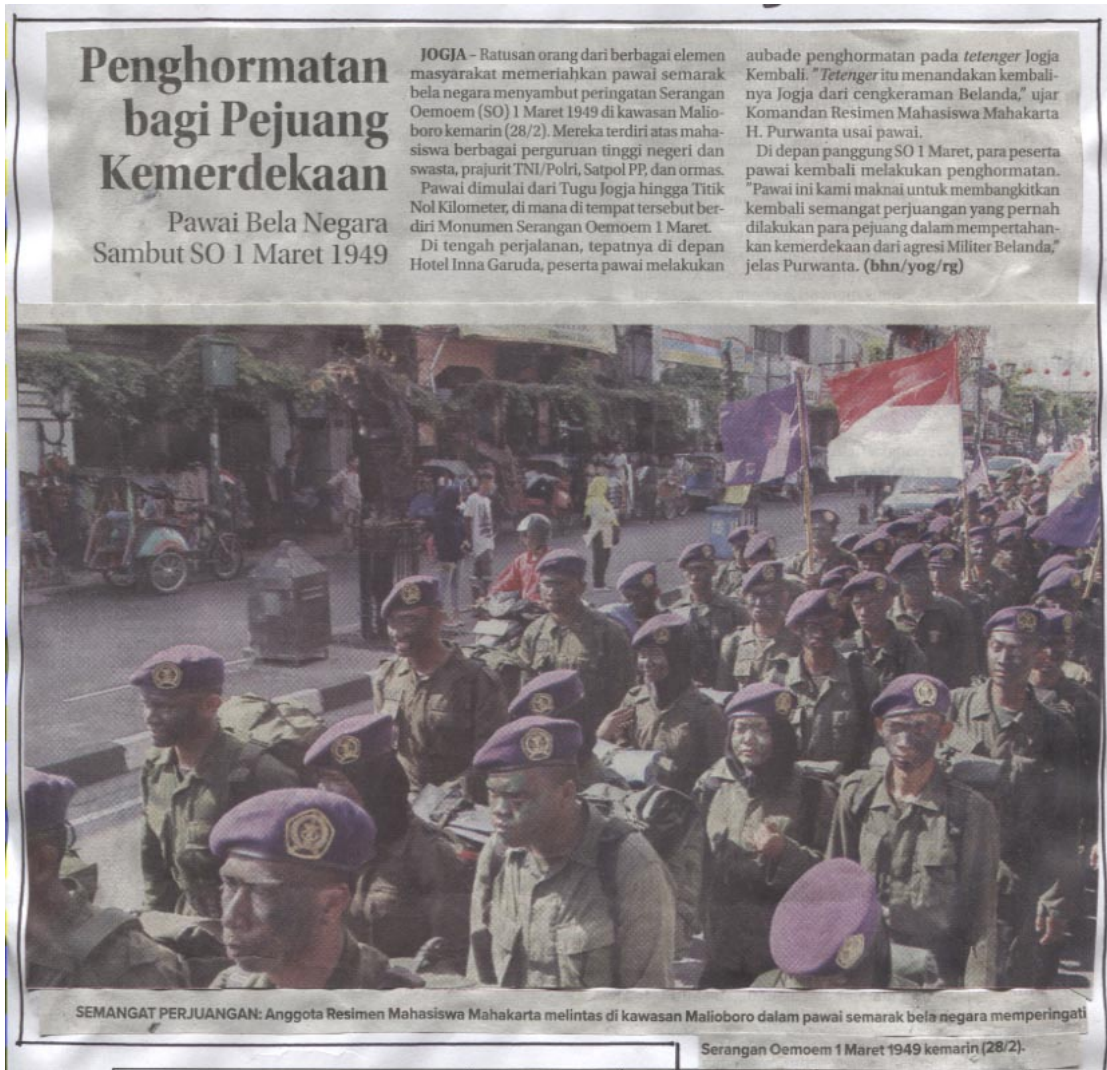 Penghormatan
bagi Pejuang
Kemerdekaan
Pawai Bela Negara
Sambut SO 1 Maret 1949
JOGJA – Ratusan orang dari berbagai elemen
masyarakat memeriahkan pawai semarak
bela negara menyambut peringatan Serangan
Oemoem (SO) 1 Maret 1949 di kawasan Malio-
boro kemarin (28/2). Mereka terdiri atas maha-
siswa berbagai perguruan tinggi negeri dan
swasta, prajurit TNI/Polri, Satpol PP, dan ormas.
Pawai dimulai dari Tugu Jogja hingga Titik
Nol Kilometer, di mana di tempat tersebut ber-
diri Monumen Serangan Oemoem 1 Maret.
Di tengah perjalanan, tepatnya di depan
Hotel Inna Garuda, peserta pawai melakukan
aubade penghormatan pada tetenger Jogja
Kembali. "Tetenger itu menandakan kembali-
nya Jogja dari cengkeraman Belanda," ujar
Komandan Resimen Mahasiswa Mahakarta
H. Purwanta usai pawai.
Di depan panggung SO 1 Maret, para peserta
pawai kembali melakukan penghormatan.
"Pawai ini kami maknai untuk membangkitkan
kembali semangat perjuangan yang pernah
dilakukan para pejuang dalam mempertahan-
kan kemerdekaan dari agresi Militer Belanda,"
jelas Purwanta. (bhn/yog/rg)
SEMANGAT PERJUANGAN: Anggota Resimen Mahasiswa Mahakarta melintas di kawasan Malioboro dalam pawai semarak bela negara memperingati
Serangan Oemoem 1 Maret 1949 kemarin (28/2).